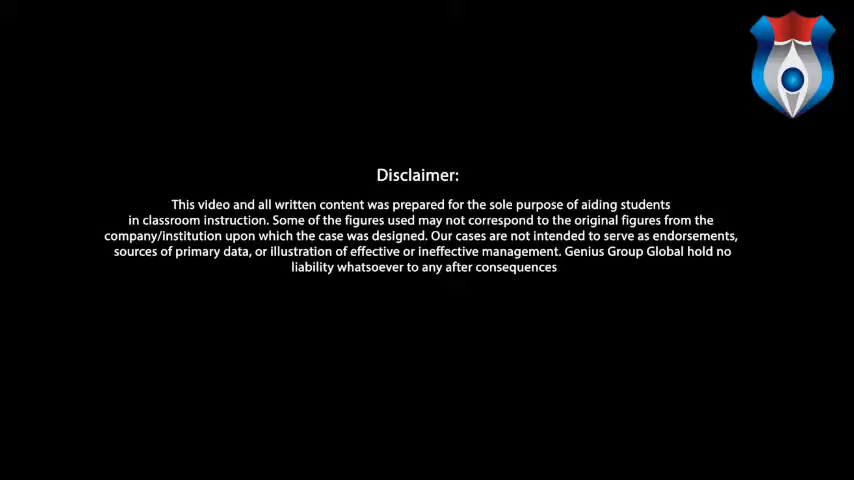 Disclaimer:
This video and all written content was prepared for the sole purpose of aiding students
in classroom instruction. Some of the figures used may not correspond to the original figures from the
company/institution upon which the case was designed. Our cases are not intended to serve as endorsements,
sources of primary data, or illustration of effective or ineffective management. Genius Group Global hold no
liability whatsoever to any after consequences